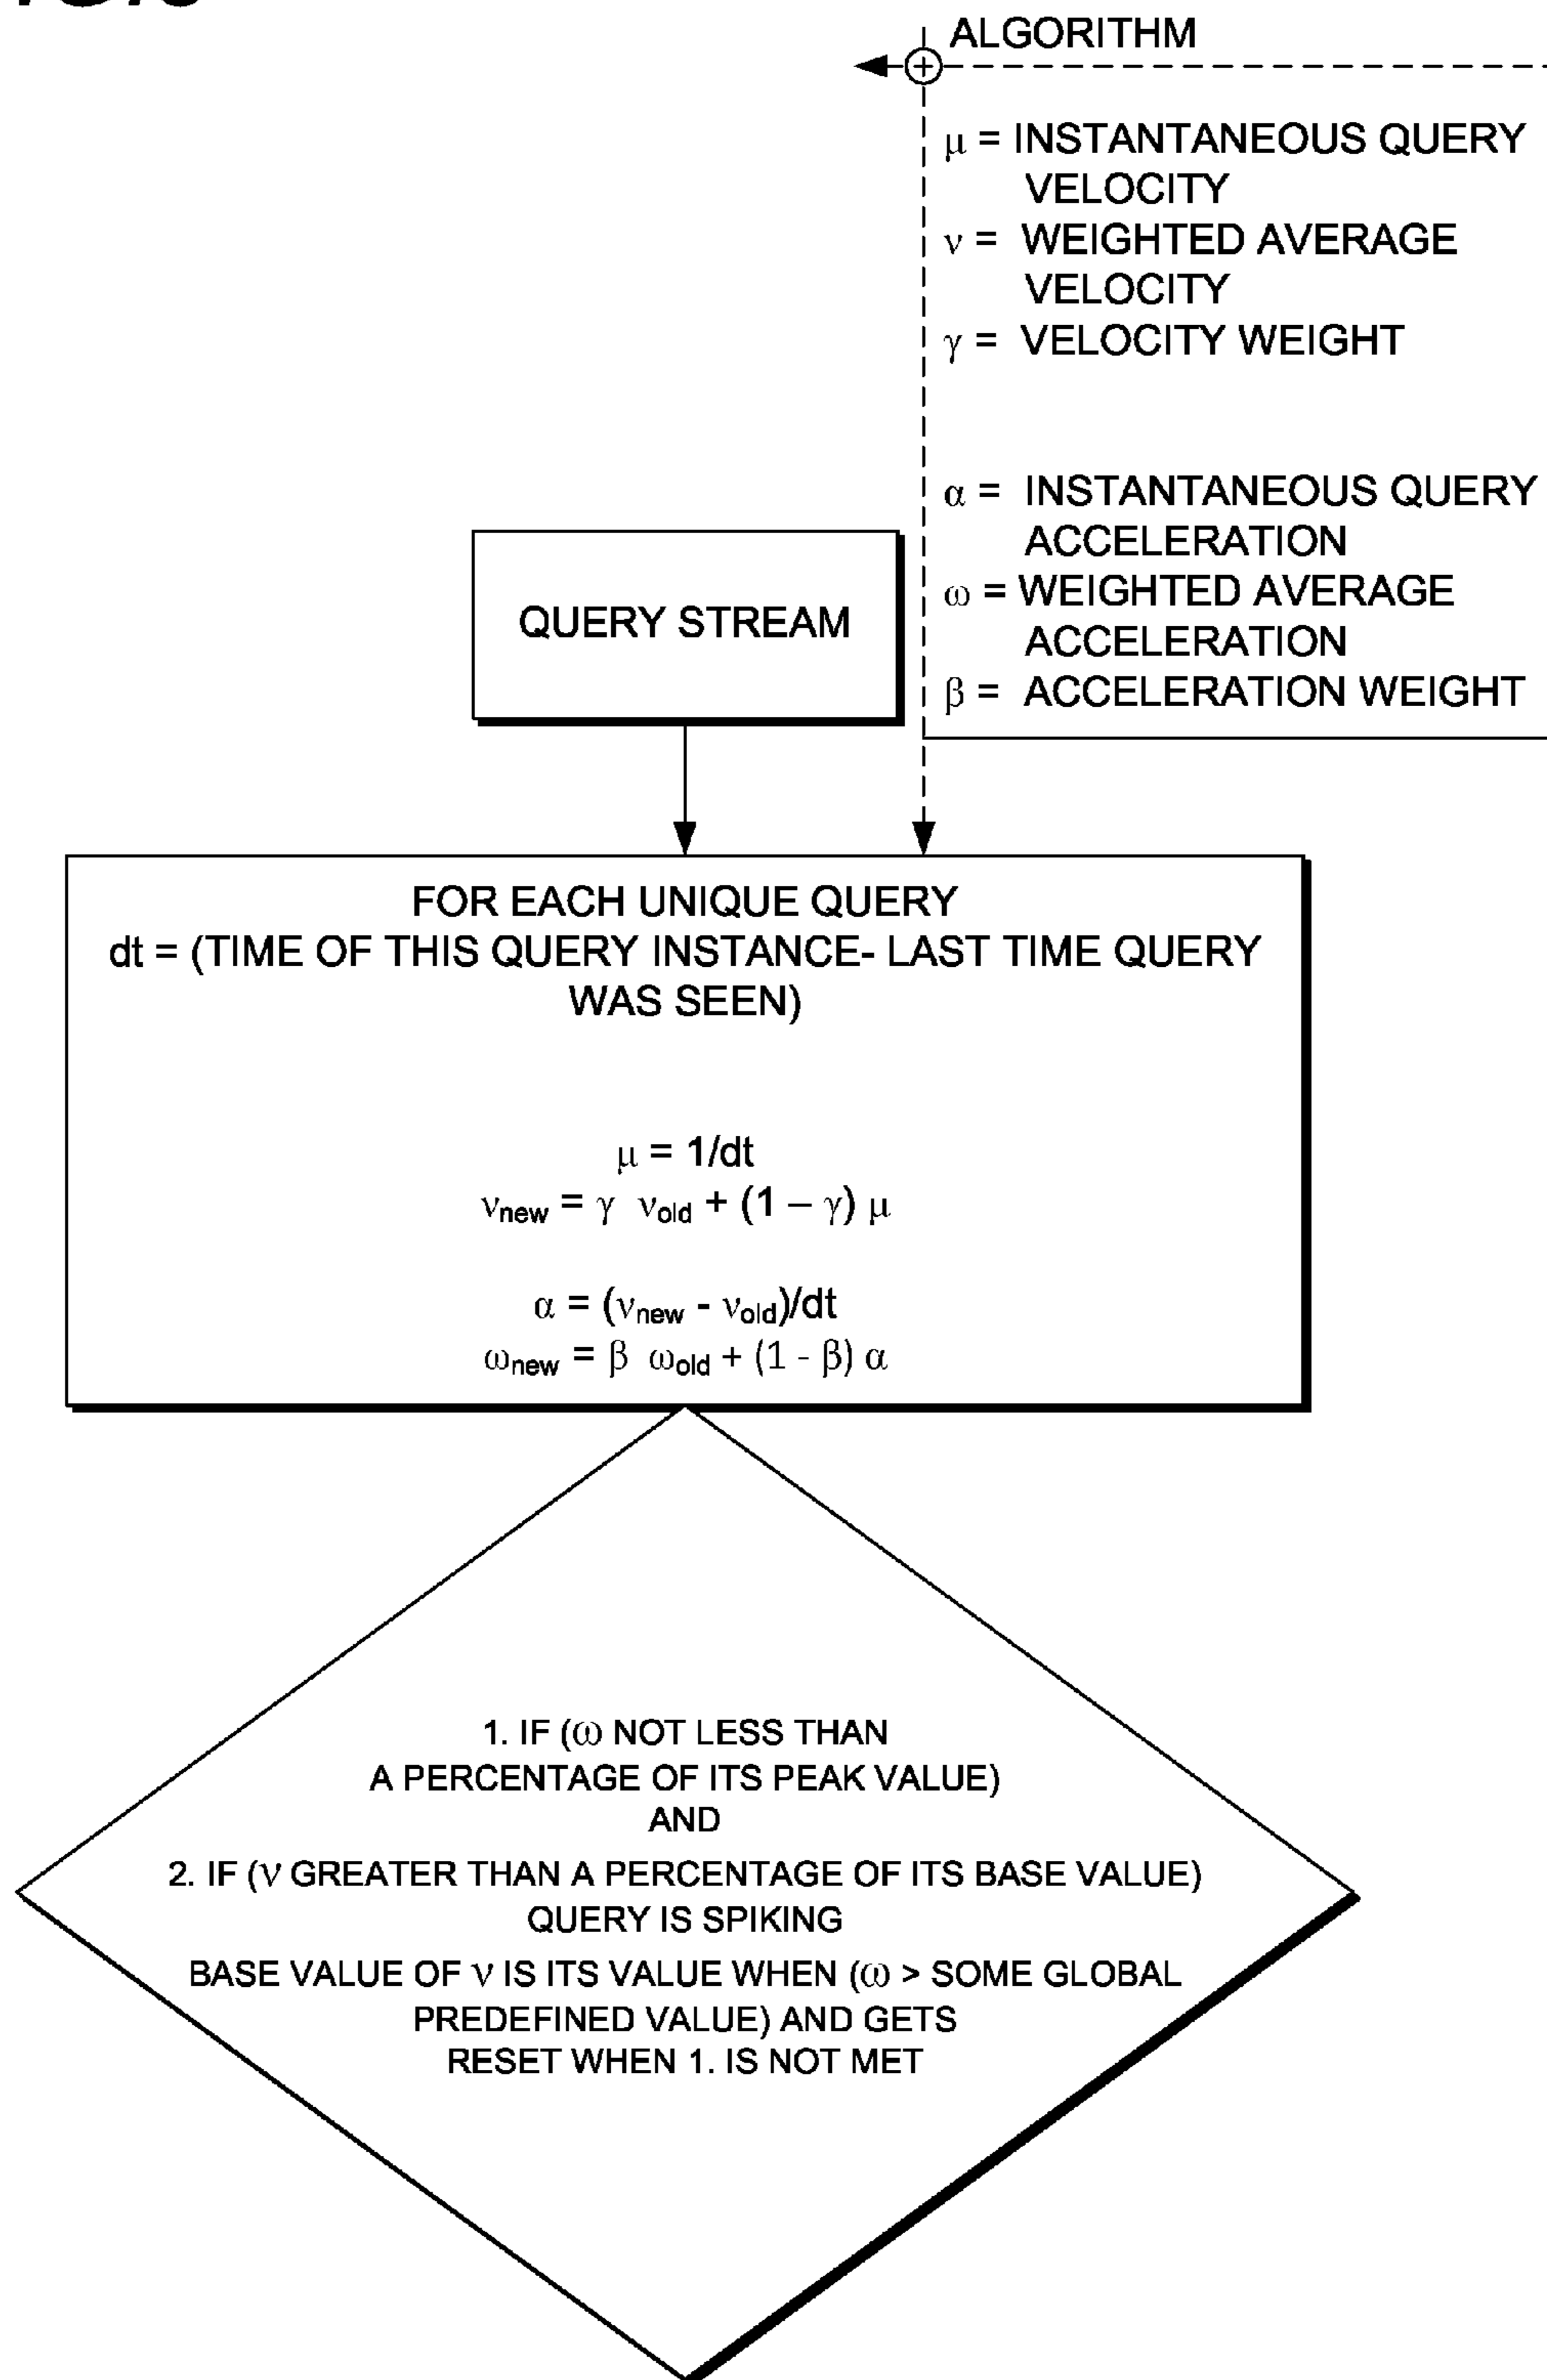 ALGORITHM
μ = INSTANTANEOUS QUERY
VELOCITY
ν = WEIGHTED AVERAGE
VELOCITY
γ = VELOCITY WEIGHT
α = INSTANTANEOUS QUERY
ACCELERATION
ω = WEIGHTED AVERAGE
ACCELERATION
β = ACCELERATION WEIGHT
QUERY STREAM
FOR EACH UNIQUE QUERY
dt = (TIME OF THIS QUERY INSTANCE- LAST TIME QUERY
WAS SEEN)
μ = 1/dt
νnew = γ νold + (1 – γ) μ
α = (νnew - νold)/dt
ωnew = β ωold + (1 - β) α
1. IF (ω NOT LESS THAN
A PERCENTAGE OF ITS PEAK VALUE)
AND
2. IF (ν GREATER THAN A PERCENTAGE OF ITS BASE VALUE)
QUERY IS SPIKING
BASE VALUE OF ν IS ITS VALUE WHEN (ω > SOME GLOBAL
PREDEFINED VALUE) AND GETS
RESET WHEN 1. IS NOT MET